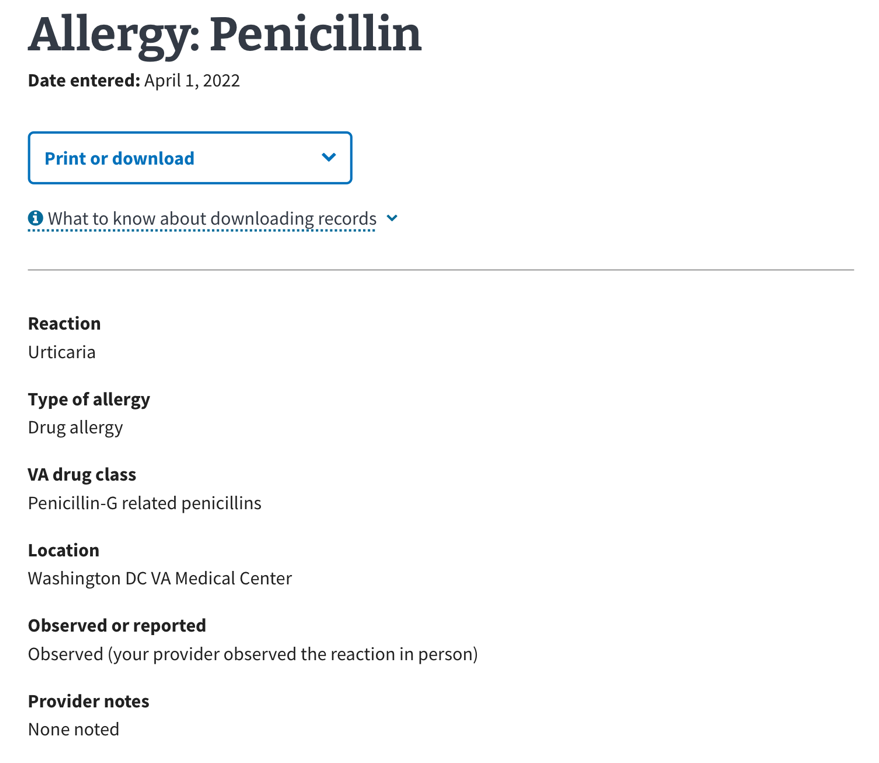 Allergy: Penicillin
Date entered: April 1, 2022
Print or download
What to know about downloading records
Reaction
Urticaria
Type of allergy
Drug allergy
VA drug class
Penicillin-G related penicillins
Location
Washington DC VA Medical Center
Observed or reported
Observed (your provider observed the reaction in person)
Provider notes
None noted